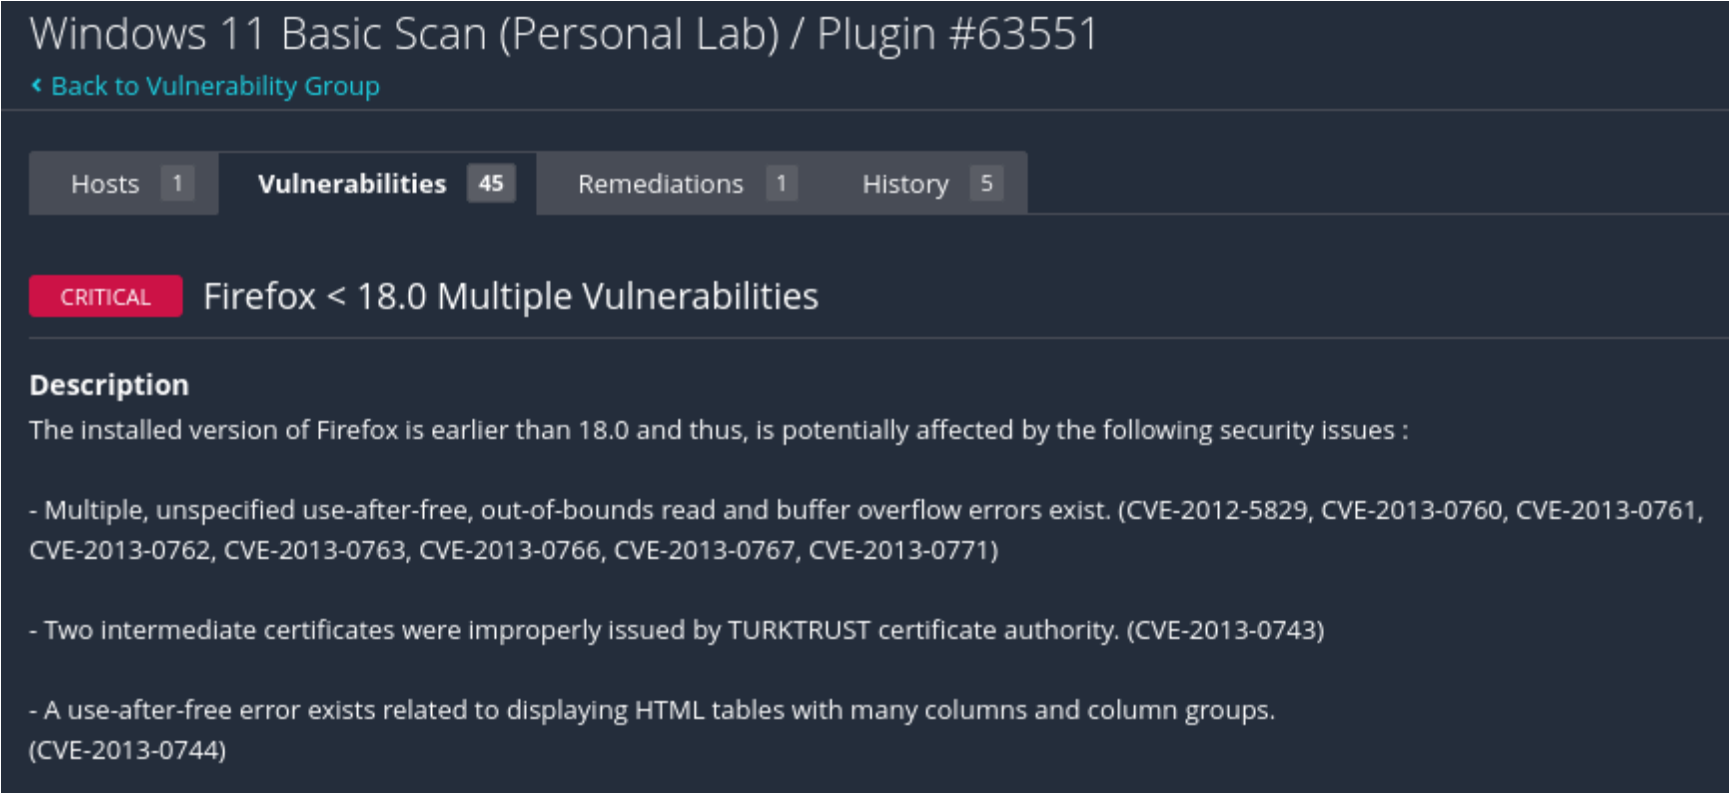 Windows 11 Basic Scan (Personal Lab) / Plugin #63551
‹ Back to Vulnerability Group
Hosts 1 Vulnerabilities 45 Remediations 1 History 5
CRITICAL Firefox < 18.0 Multiple Vulnerabilities
Description
The installed version of Firefox is earlier than 18.0 and thus, is potentially affected by the following security issues :
- Multiple, unspecified use-after-free, out-of-bounds read and buffer overflow errors exist. (CVE-2012-5829, CVE-2013-0760, CVE-2013-0761,
CVE-2013-0762, CVE-2013-0763, CVE-2013-0766, CVE-2013-0767, CVE-2013-0771)
- Two intermediate certificates were improperly issued by TURKTRUST certificate authority. (CVE-2013-0743)
- A use-after-free error exists related to displaying HTML tables with many columns and column groups.
(CVE-2013-0744)